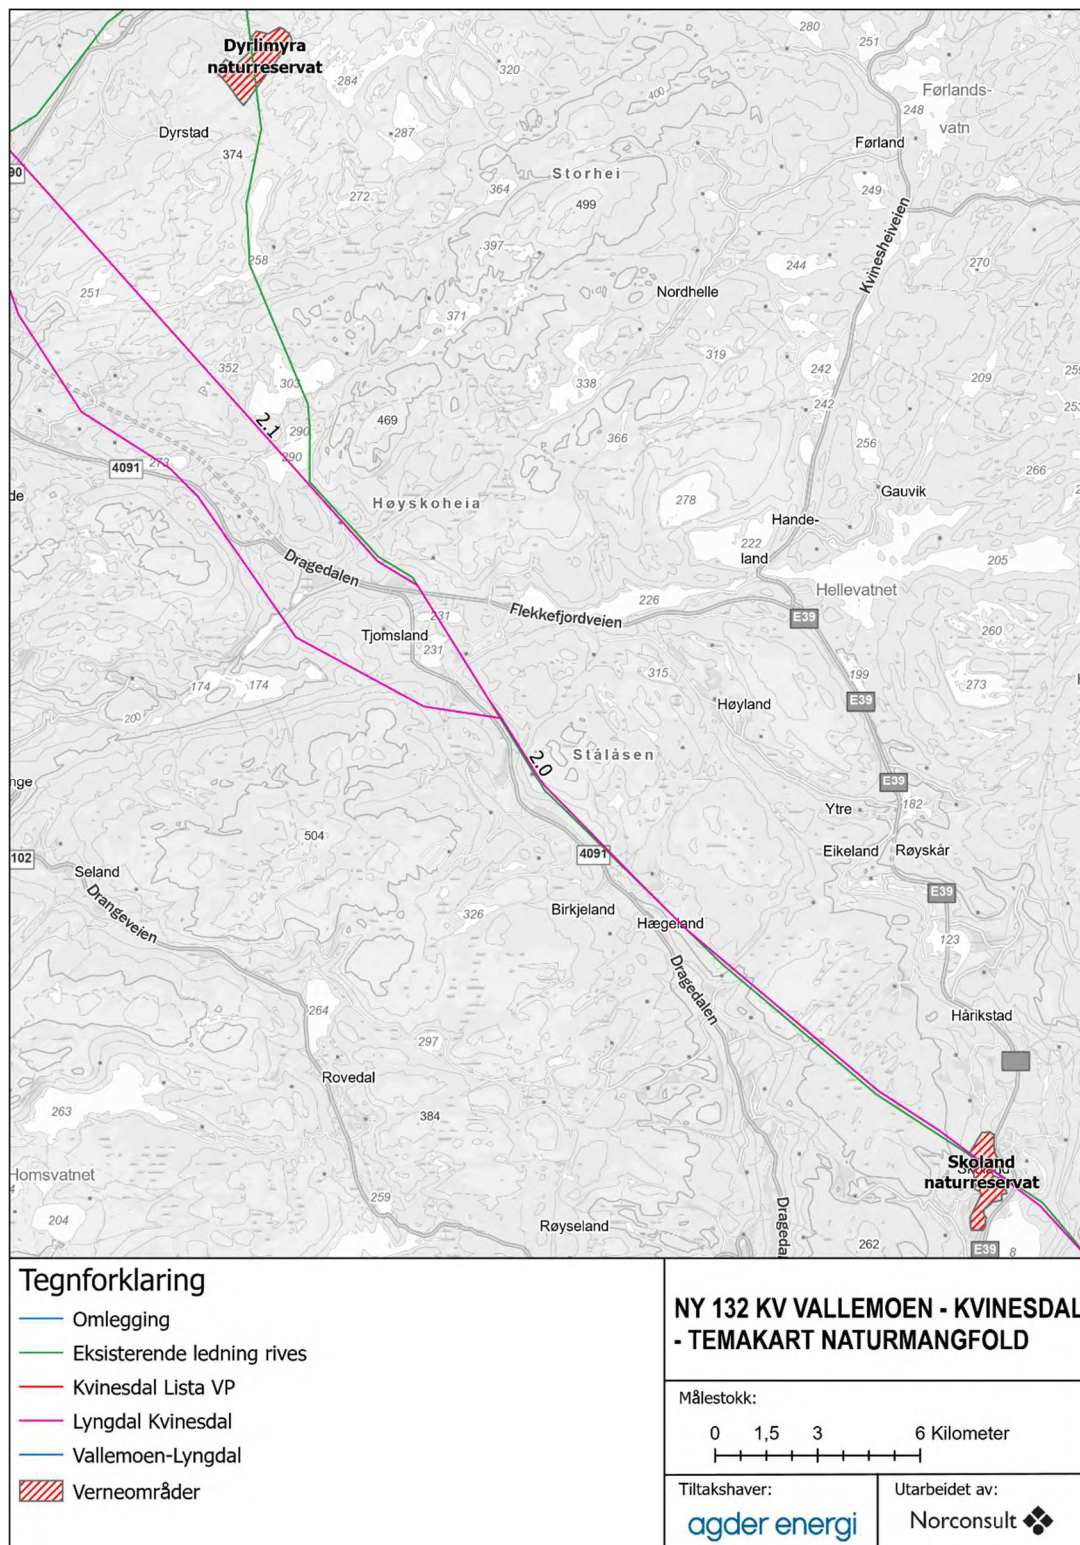 Dyrlimyra
naturreservat
Dyrstad
374
90
284
287
320
400
280
251
Førlands-
vatn
248
Førland
249
Kvinesheiveien
Storhei
499
364
272
397
258
251
371
Nordhelle
244
270
319
242
242
209
352
303
338
469
290
290
366
256
266
2.1
4091
273
de
Høyskoheia
278
Gauvik
Hande-
land
222
205
Hellevatnet
Dragedalen
Flekkefjordveien
226
231
231
Tjomsland
E39
260
199
273
174
174
200
315
Høyland
E39
2.0
Stålåsen
nge
E39
Ytre
182
Eikeland
Røyskår
504
4091
102
Seland
Drangeveien
E39
Birkjeland
Hægeland
326
123
Dragedalen
Hårikstad
264
297
Rovedal
263
384
Homsvatnet
Skoland
naturreservat
204
259
Røyseland
Dragedal
262
E39
8
Tegnforklaring
Omlegging
Eksisterende ledning rives
Kvinesdal Lista VP
Lyngdal Kvinesdal
Vallemoen-Lyngdal
Verneområder
NY 132 KV VALLEMOEN - KVINESDAL
- TEMAKART NATURMANGFOLD
Målestokk:
0 1,5 3 6 Kilometer
Tiltakshaver:
agder energi
Utarbeidet av:
Norconsult